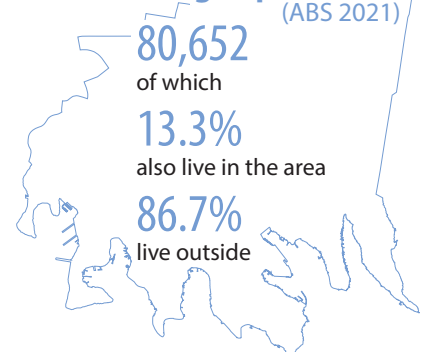 (ABS 2021)
80,652
of which
13.3%
also live in the area
86.7%
live outside